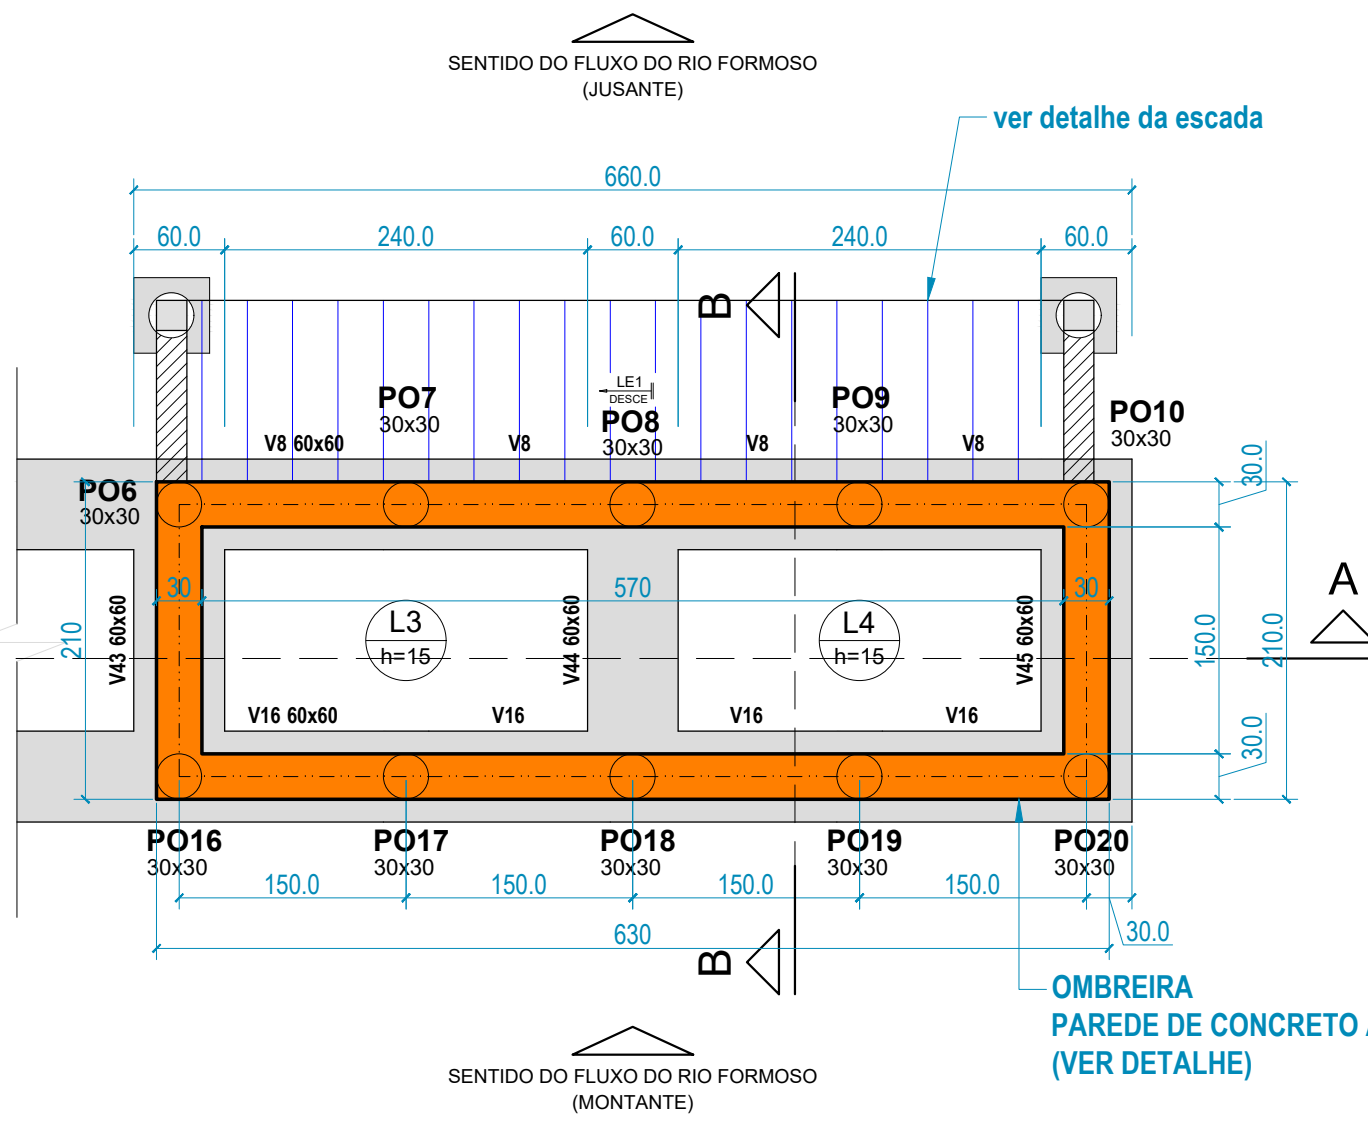 SENTIDO DO FLUXO DO RIO FORMOSO
(JUSANTE)
ver detalhe da escada
660.0
60.0
240.0
60.0
240.0
60.0
B
LE1
DESCE
PO7
30x30
PO8
30x30
PO9
30x30
PO10
30x30
V8 60x60
V8
V8
V8
30.0
PO6
30x30
30
570
30
A
L3
h=15
L4
h=15
210
V43 60x60
V44 60x60
V45 60x60
150.0
210.0
V16 60x60
V16
V16
V16
30.0
PO16
30x30
PO17
30x30
PO18
30x30
PO19
30x30
PO20
30x30
150.0
150.0
150.0
150.0
630
30.0
B
OMBREIRA
PAREDE DE CONCRETO
(VER DETALHE)
SENTIDO DO FLUXO DO RIO FORMOSO
(MONTANTE)